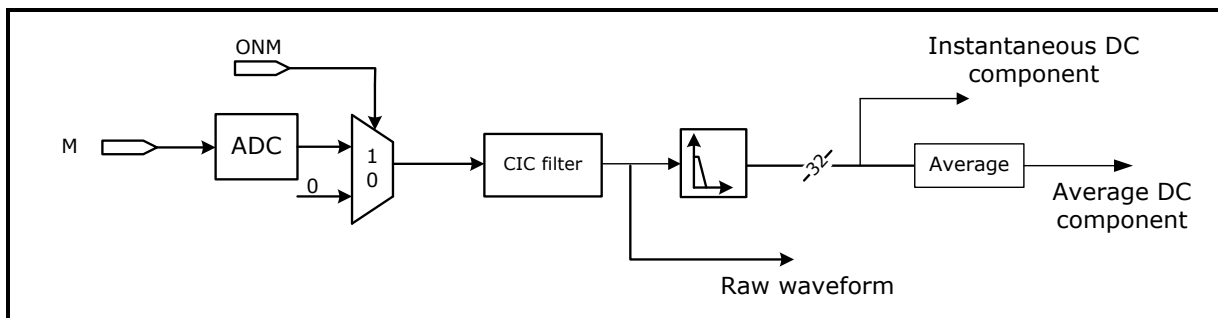 ONM
Instantaneous DC
component
M
ADC
1
0
0
CIC filter
32
Average
Average DC
component
Raw waveform